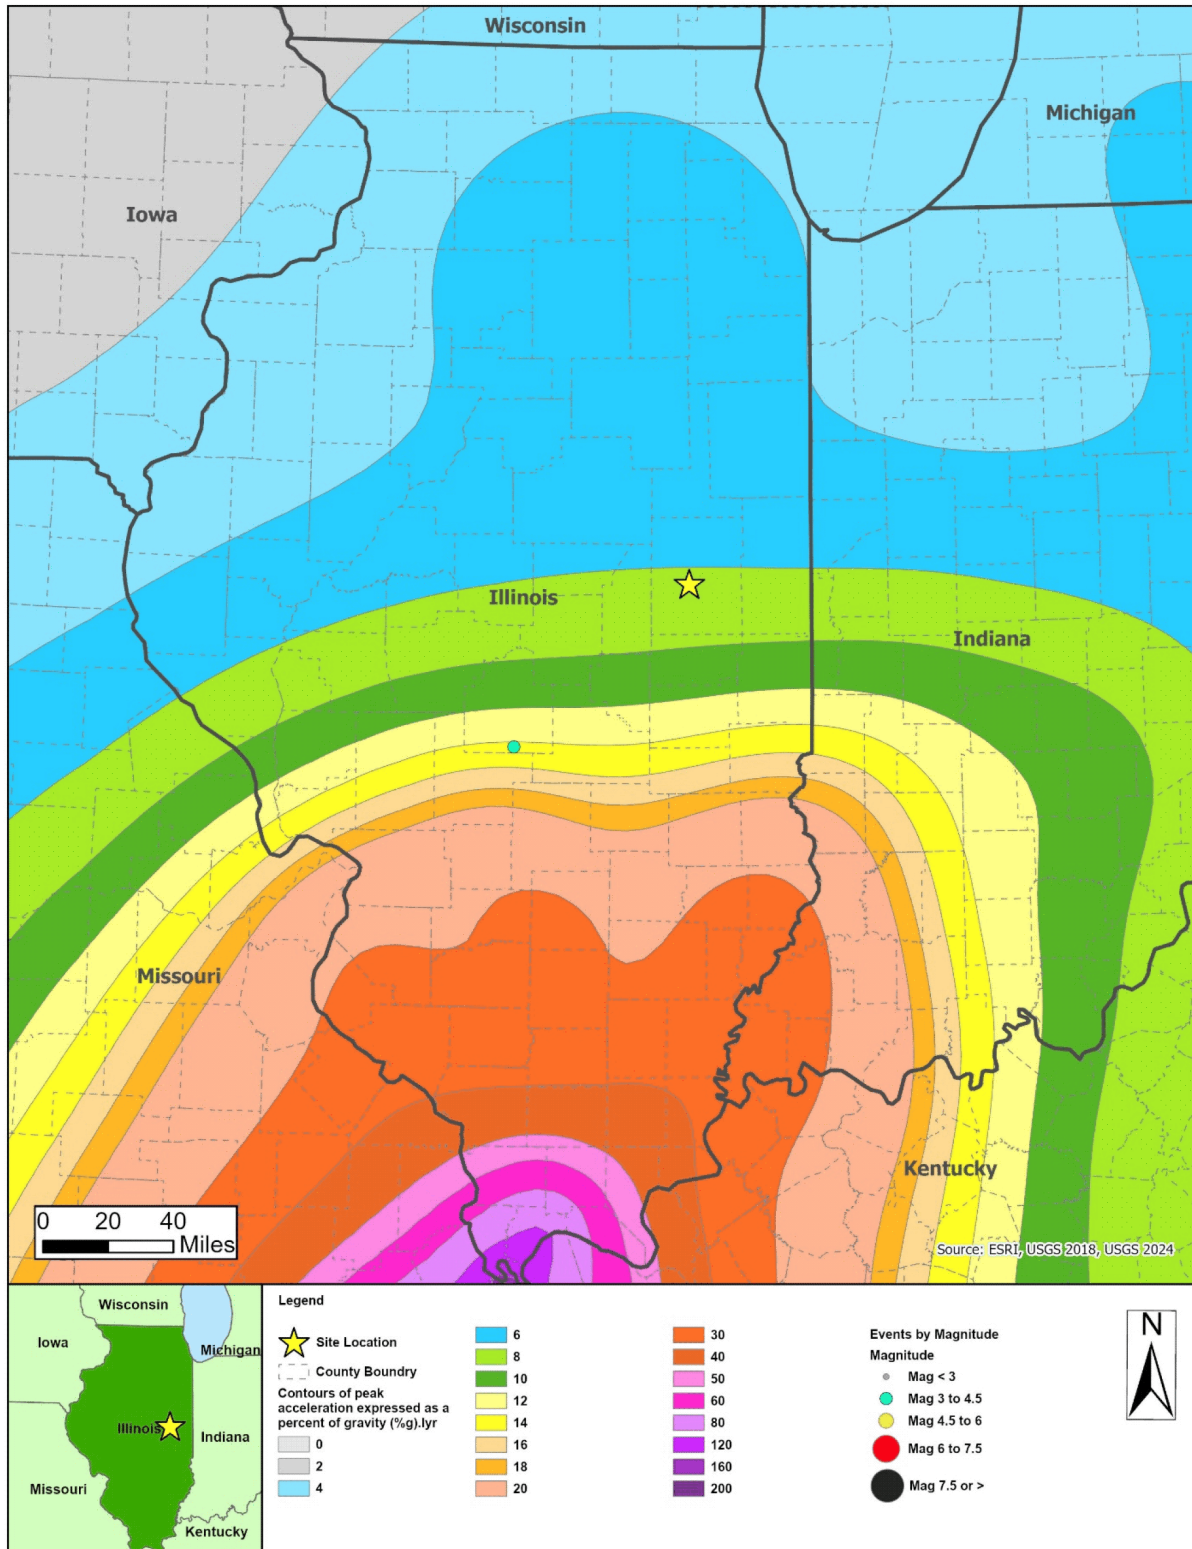 Wisconsin
Michigan
Iowa
Illinois
Indiana
Missouri
Kentucky
0 20 40
Miles
Source: ESRI, USGS 2018, USGS 2024
Wisconsin
Iowa
Michigan
Illinois
Indiana
Missouri
Kentucky
Legend
Site Location
County Boundry
Contours of peak
acceleration expressed as a
percent of gravity (%g).lyr
0
2
4
6
8
10
12
14
16
18
20
30
40
50
60
80
120
160
200
Events by Magnitude
Magnitude
Mag < 3
Mag 3 to 4.5
Mag 4.5 to 6
Mag 6 to 7.5
Mag 7.5 or >
N